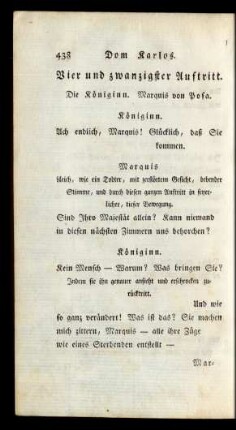 438 Dom Karlos.
Vier und zwanzigster Auftritt.
Die Königinn. Marquis von Posa.
Königinn.
Ach endlich, Marquis! Glücklich, daß Sie
kommen.
Marquis
bleich, wie ein Todter, mit zerstörtem Gesicht, bebender
Stimme, und durch diesen ganzen Auftritt in feyer-
licher, tiefer Bewegung.
Sind Ihro Majestät allein? Kann niemand
in diesen nächsten Zimmern uns behorchen?
Königinn.
Kein Mensch — Warum? Was bringen Sie?
Indem sie ihn genauer ansieht und erschrocken zu-
rücktritt.
Und wie
so ganz verändert! Was ist das? Sie machen
mich zittern, Marquis — alle ihre Züge
wie eines Sterbenden entstellt —
Mar-